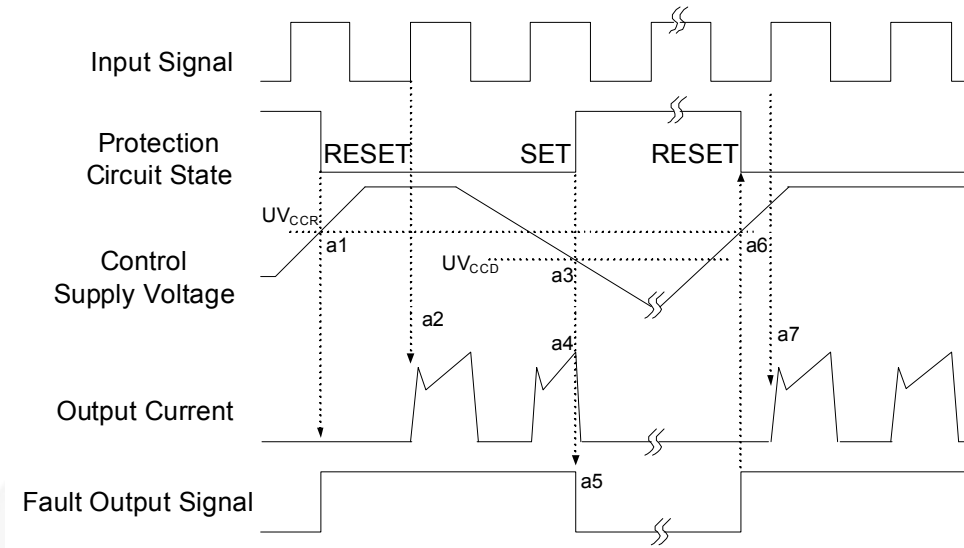 Input Signal
Protection
Circuit State
RESET
SET
RESET
UVCCR
a1
a6
Control
Supply Voltage
UVCCD
a3
a2
a4
a7
Output Current
a5
Fault Output Signal